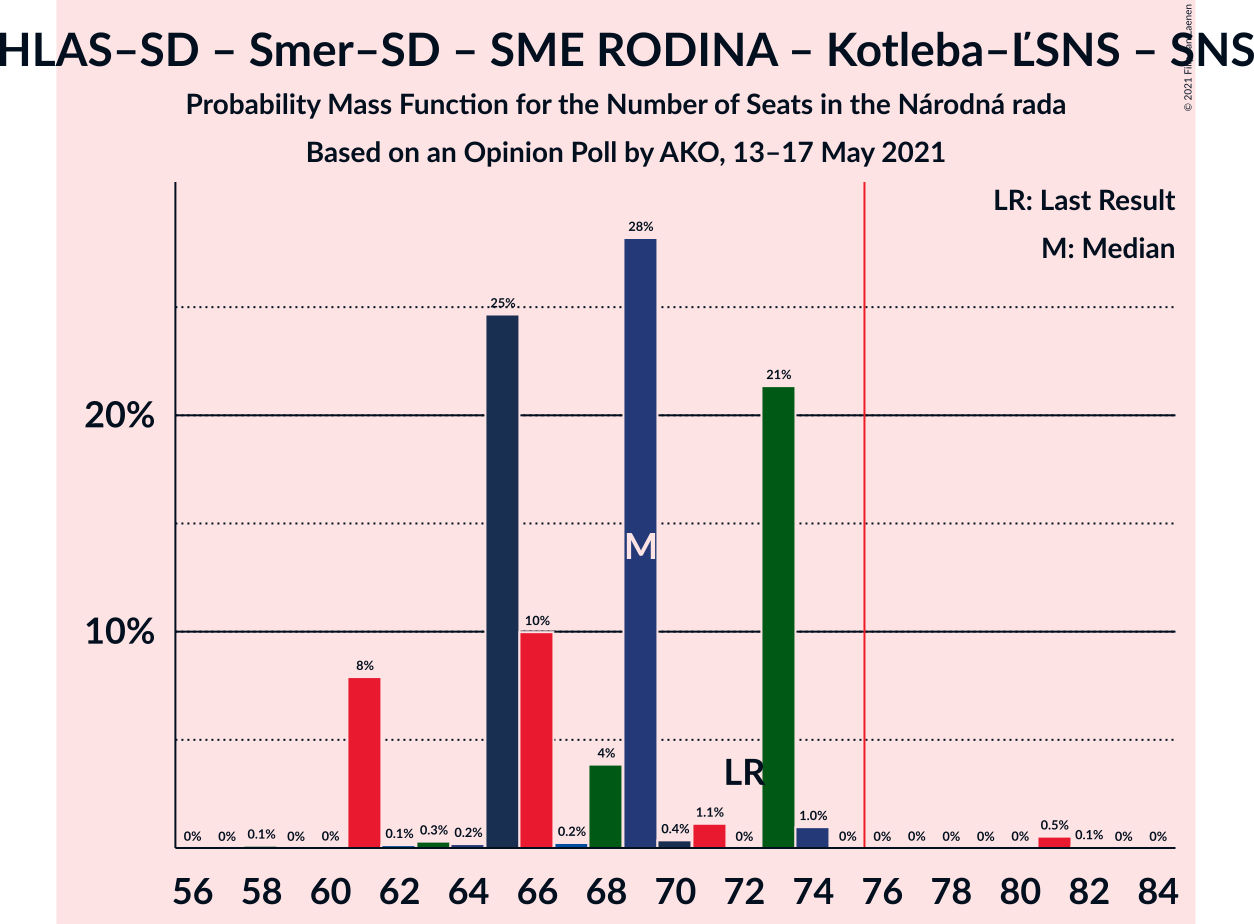 HLAS–SD – Smer–SD – SME RODINA – Kotleba–ĽSNS – SNS
Probability Mass Function for the Number of Seats in the Národná rada
Based on an Opinion Poll by AKO, 13–17 May 2021
© 2021
LR: Last Result
M: Median
28%
25%
21%
20%
M
10%
10%
8%
4%
LR
1.1%
1.0%
0% 0% 0.1% 0% 0% 0.1% 0.3% 0.2% 0.2% 0.4% 0% 0% 0% 0% 0% 0% 0% 0.5% 0.1% 0% 0%
56 58 60 62 64 66 68 70 72 74 76 78 80 82 84